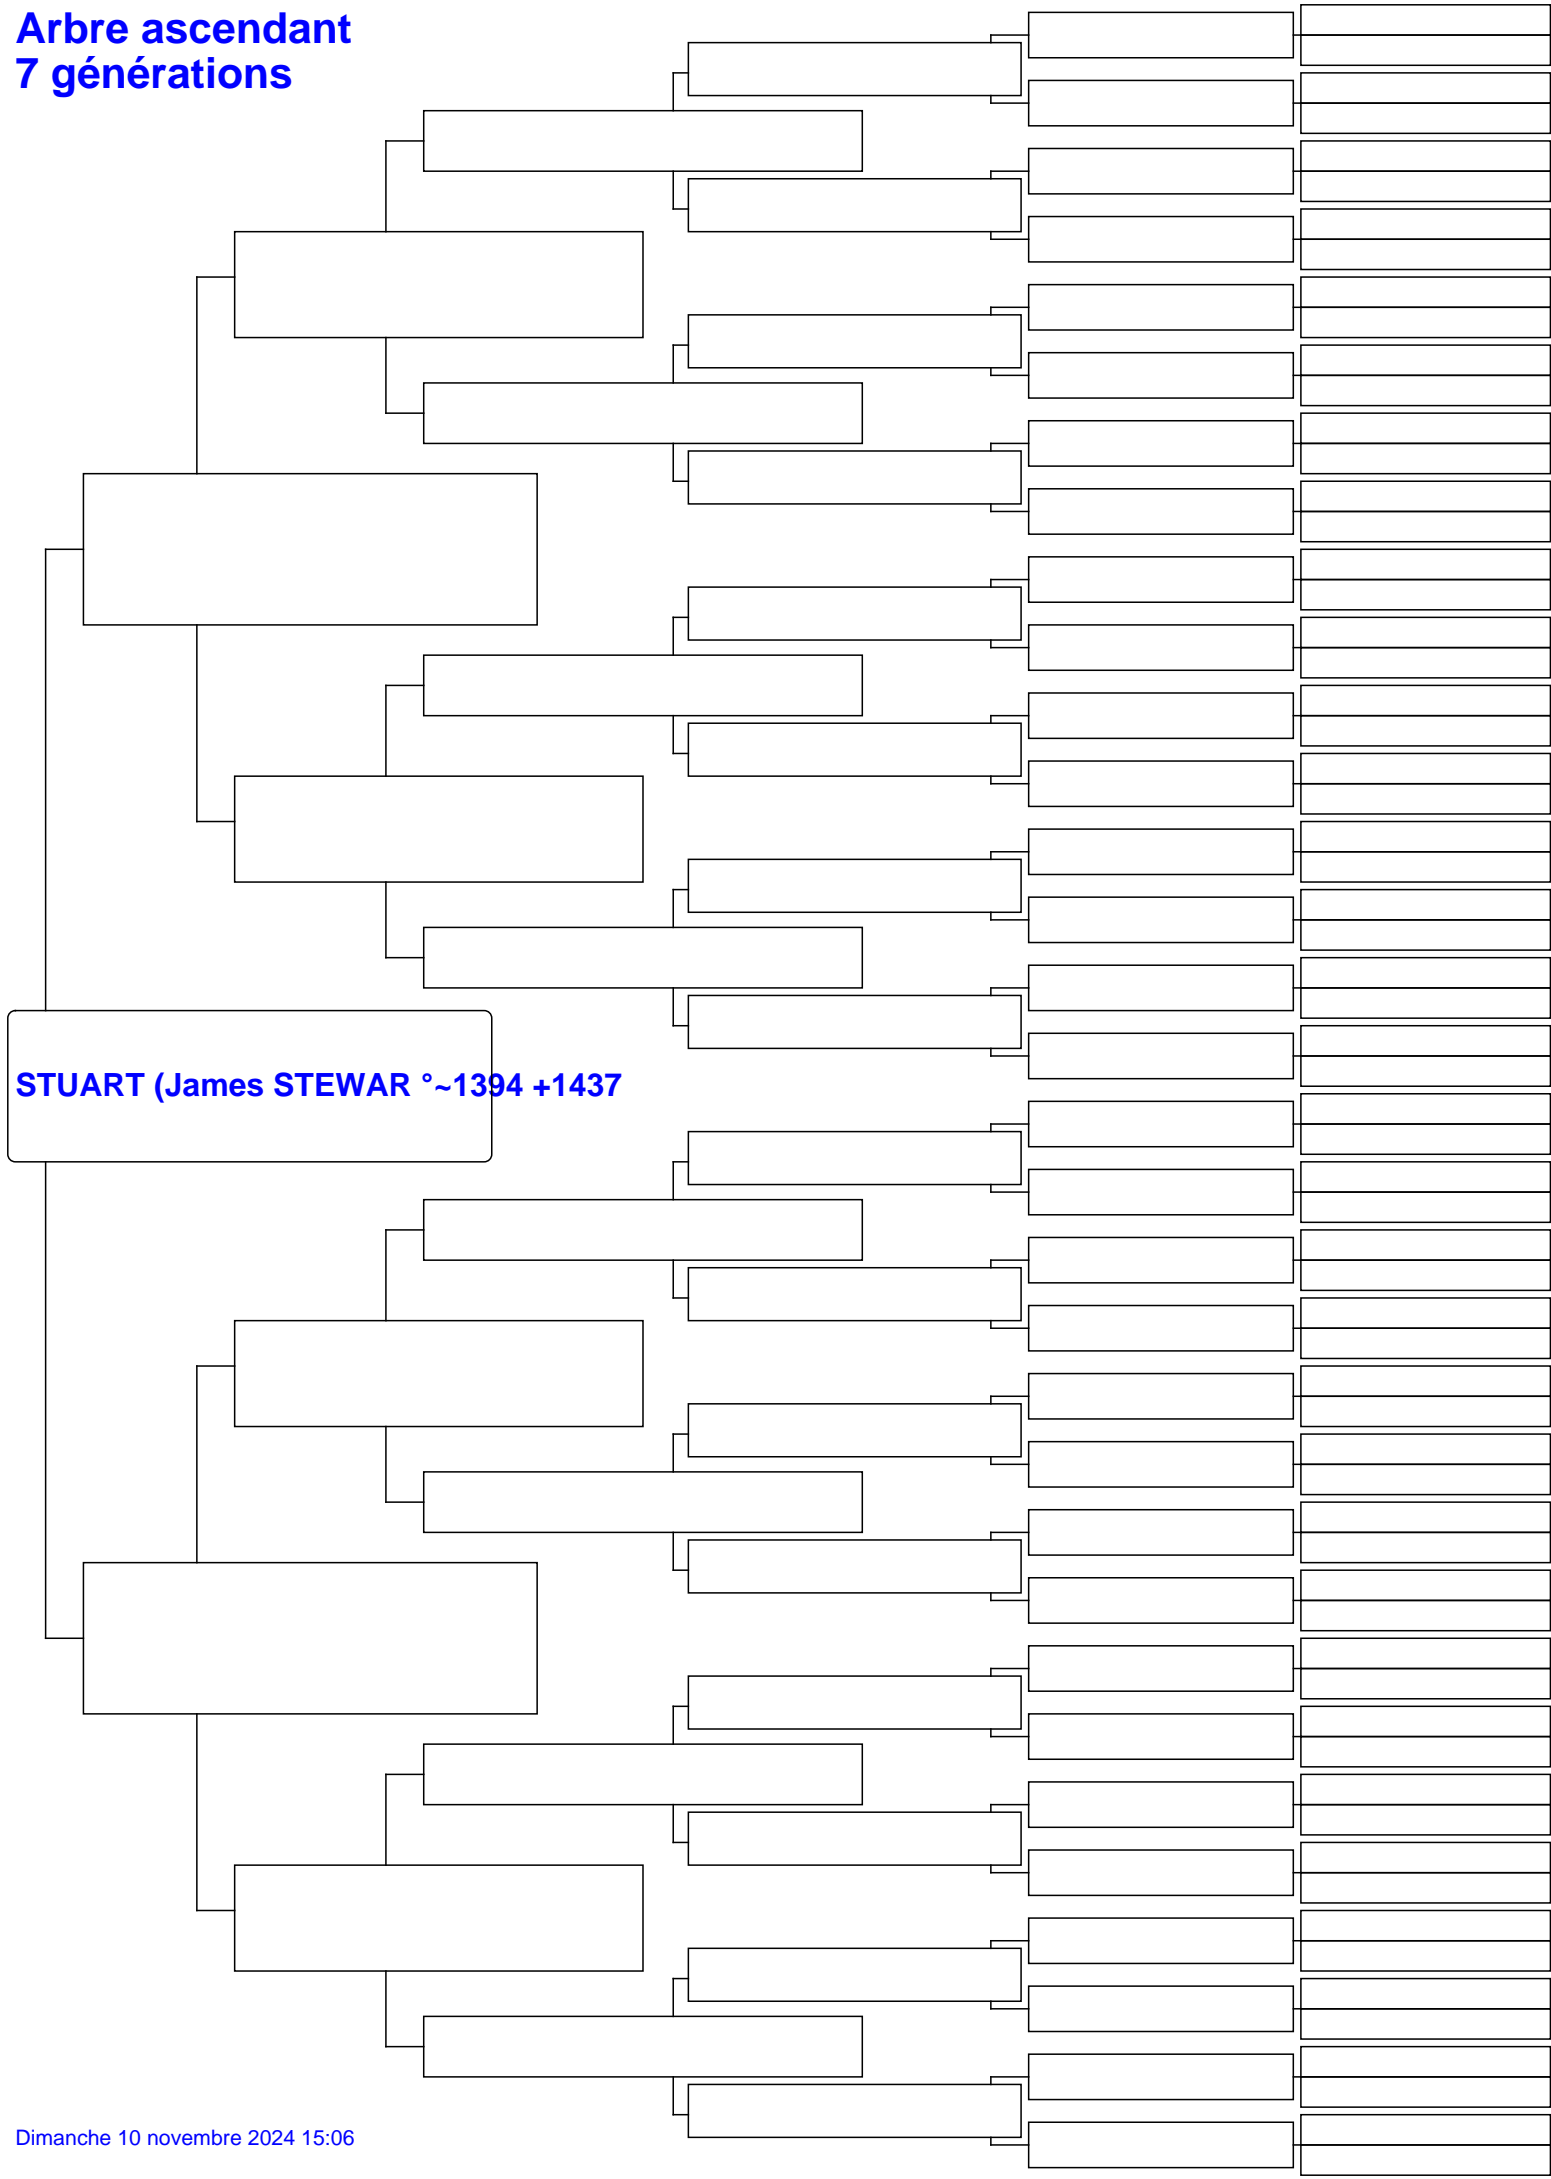 Arbre ascendant
7 générations
STUART (James STEWAR °~1394 +1437
Dimanche 10 novembre 2024 15:06